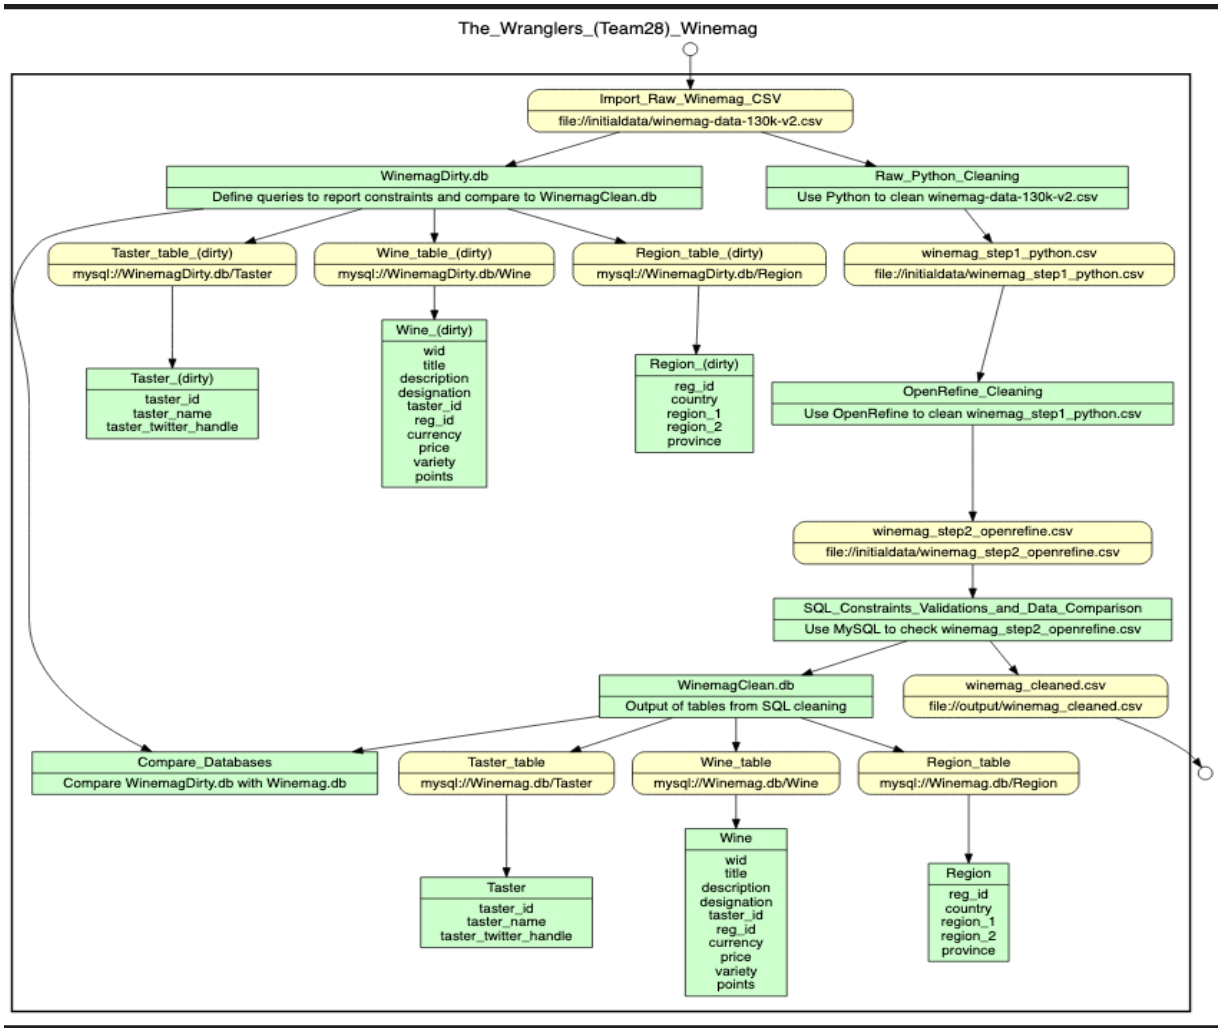 The_Wranglers_(Team28)_Winemag
Import_Raw_Winemag_CSV
file://initialdata/winemag-data-130k-v2.csv
WinemagDirty.db
Define queries to report constraints and compare to WinemagClean.db
Raw_Python_Cleaning
Use Python to clean winemag-data-130k-v2.csv
Taster_table_(dirty)
mysql://WinemagDirty.db/Taster
Wine_table_(dirty)
mysql://WinemagDirty.db/Wine
Region_table_(dirty)
mysql://WinemagDirty.db/Region
winemag_step1_python.csv
file://initialdata/winemag_step1_python.csv
Taster_(dirty)
taster_id
taster_name
taster_twitter_handle
Wine_(dirty)
wid
title
description
designation
taster_id
reg_id
currency
price
variety
points
Region_(dirty)
reg_id
country
region_1
region_2
province
OpenRefine_Cleaning
Use OpenRefine to clean winemag_step1_python.csv
winemag_step2_openrefine.csv
file://initialdata/winemag_step2_openrefine.csv
SQL_Constraints_Validations_and_Data_Comparison
Use MySQL to check winemag_step2_openrefine.csv
WinemagClean.db
Output of tables from SQL cleaning
winemag_cleaned.csv
file://output/winemag_cleaned.csv
Compare_Databases
Compare WinemagDirty.db with Winemag.db
Taster_table
mysql://Winemag.db/Taster
Wine_table
mysql://Winemag.db/Wine
Region_table
mysql://Winemag.db/Region
Taster
taster_id
taster_name
taster_twitter_handle
Wine
wid
title
description
designation
taster_id
reg_id
currency
price
variety
points
Region
reg_id
country
region_1
region_2
province